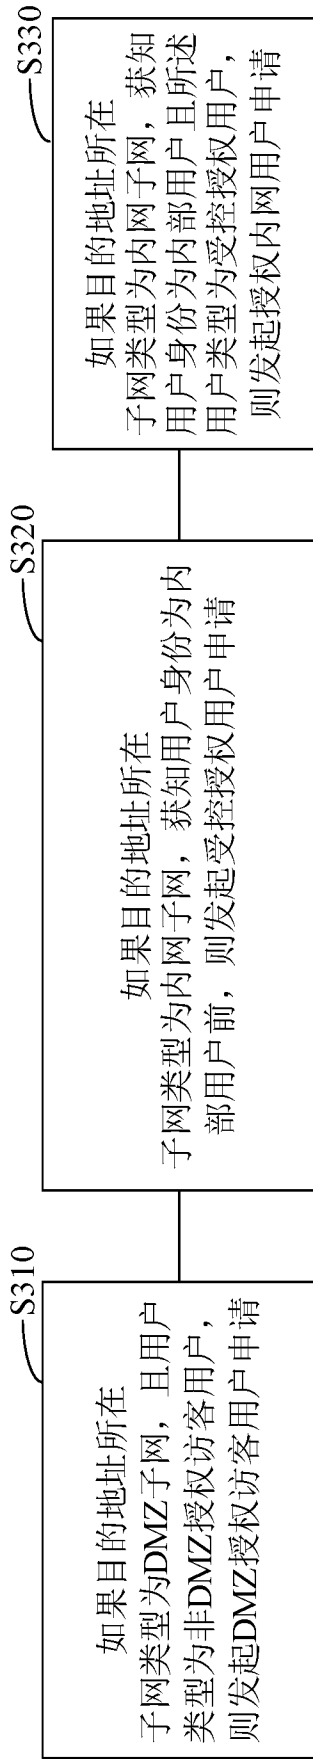 S310
如果目的地址所在
子网类型为DMZ子网，且用户
类型为非DMZ授权访客用户，
则发起DMZ授权访客用户申请
S320
如果目的地址所在
子网类型为内网子网，获知用户身份为内
部用户前，则发起受控授权用户申请
S330
如果目的地址所在
子网类型为内网子网，获知
用户身份为内部用户且所述
用户类型为受控授权用户，
则发起授权内网用户申请